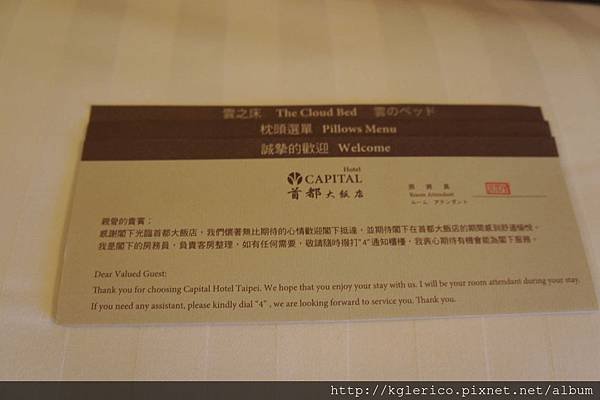 雲之床 The Cloud Bed 雲のベッド
枕頭選單 Pillows Menu
誠摯的歡迎 Welcome
Hotel
CAPITAL
首都大飯店
房務員
Room Attendant
ルーム アテンダント
親愛的貴賓：
感謝閣下光臨首都大飯店，我們懷著無比期待的心情歡迎閣下抵達，並期待閣下在首都大飯店的期間感到舒適愉悅。
我是閣下的房務員，負責客房整理，如有任何需要，敬請隨時撥打"4"通知櫃檯，我衷心期待有機會能為閣下服務。
Dear Valued Guest:
Thank you for choosing Capital Hotel Taipei. We hope that you enjoy your stay with us. I will be your room attendant during your stay.
If you need any assistant, please kindly dial "4" , we are looking forward to service you. Thank you.
http://kglerico.pixnet.net/album